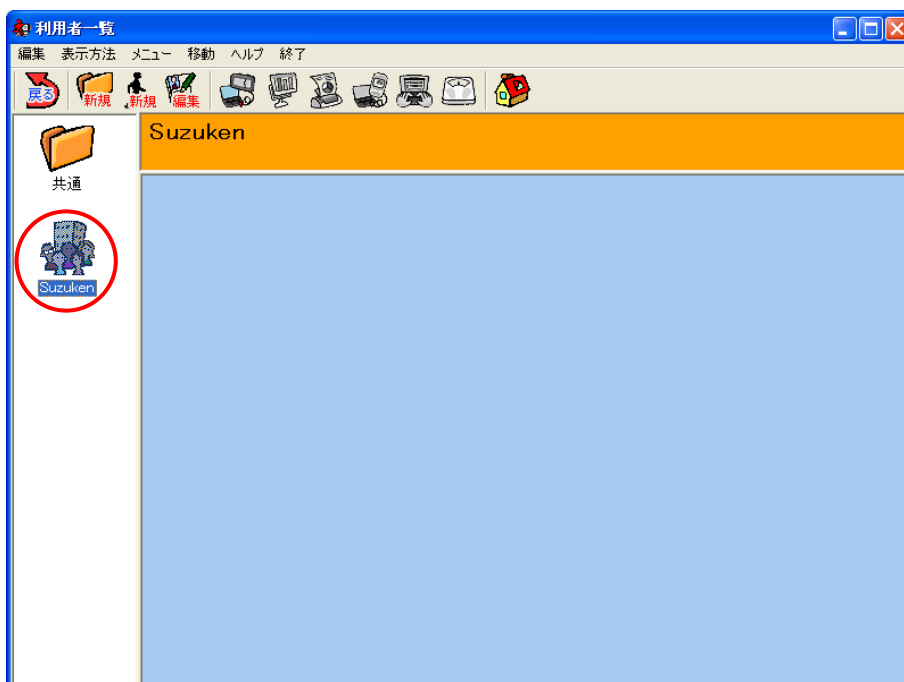 利用者一覧
編集 表示方法 メニュー 移動 ヘルプ 終了
戻る 新規 新規 編集
共通
Suzuken
Suzuken